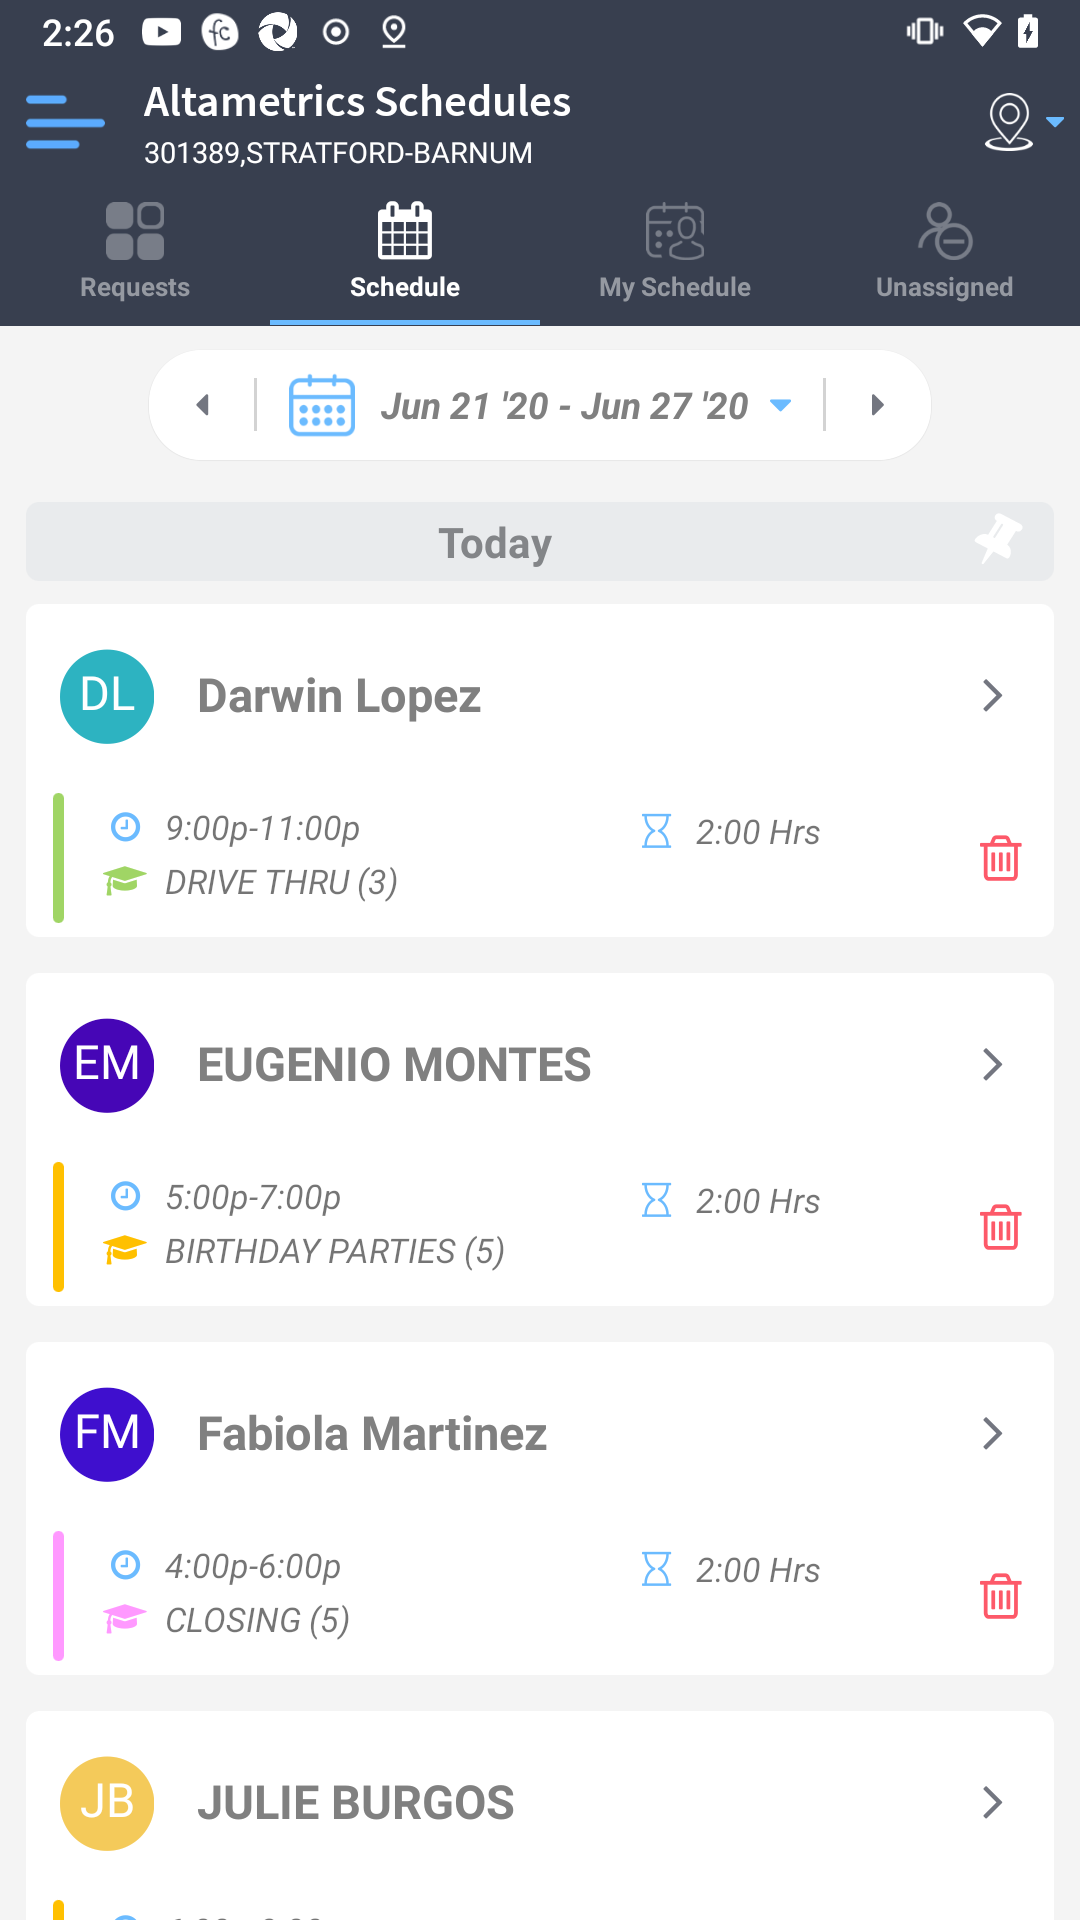 2:26
Altametrics Schedules
301389,STRATFORD-BARNUM
Requests Schedule My Schedule Unassigned
Jun 21 '20 - Jun 27 '20
Today
DL Darwin Lopez
9:00p-11:00p 2:00 Hrs
DRIVE THRU (3)
EM EUGENIO MONTES
5:00p-7:00p 2:00 Hrs
BIRTHDAY PARTIES (5)
FM Fabiola Martinez
4:00p-6:00p 2:00 Hrs
CLOSING (5)
JB JULIE BURGOS